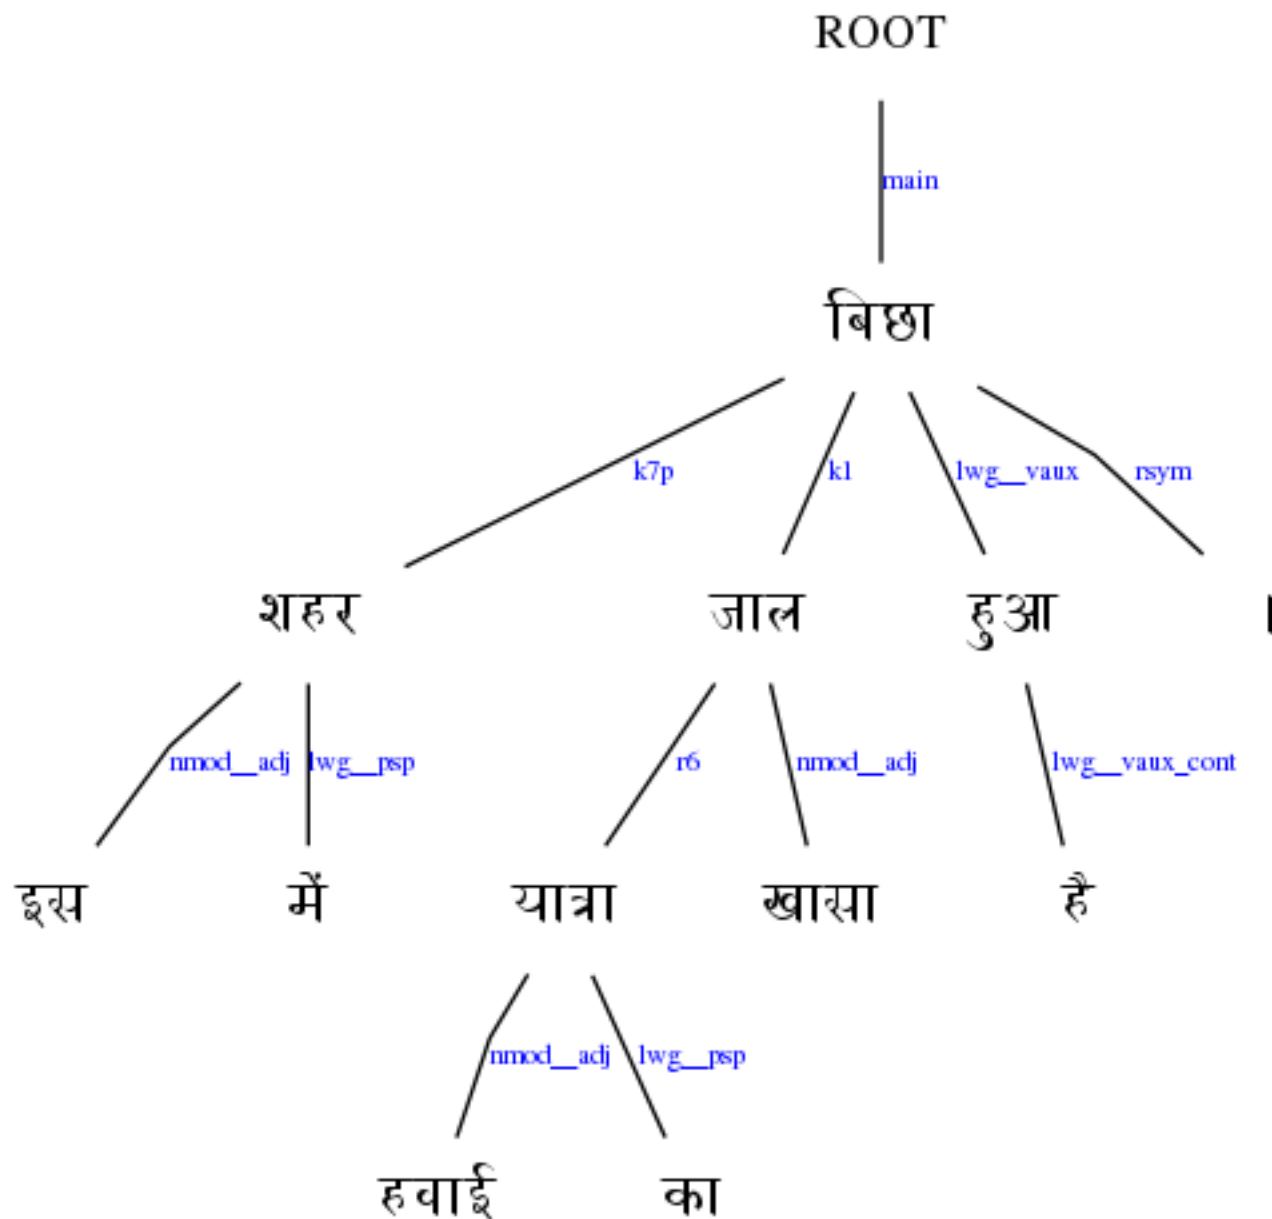 ROOT
main
बिछा
k7p k1 lwg__vaux rsym
शहर जाल हुआ ।
nmod__adj lwg__psp r6 nmod__adj lwg__vaux_cont
इस में यात्रा खासा है
nmod__adj lwg__psp
हवाई का